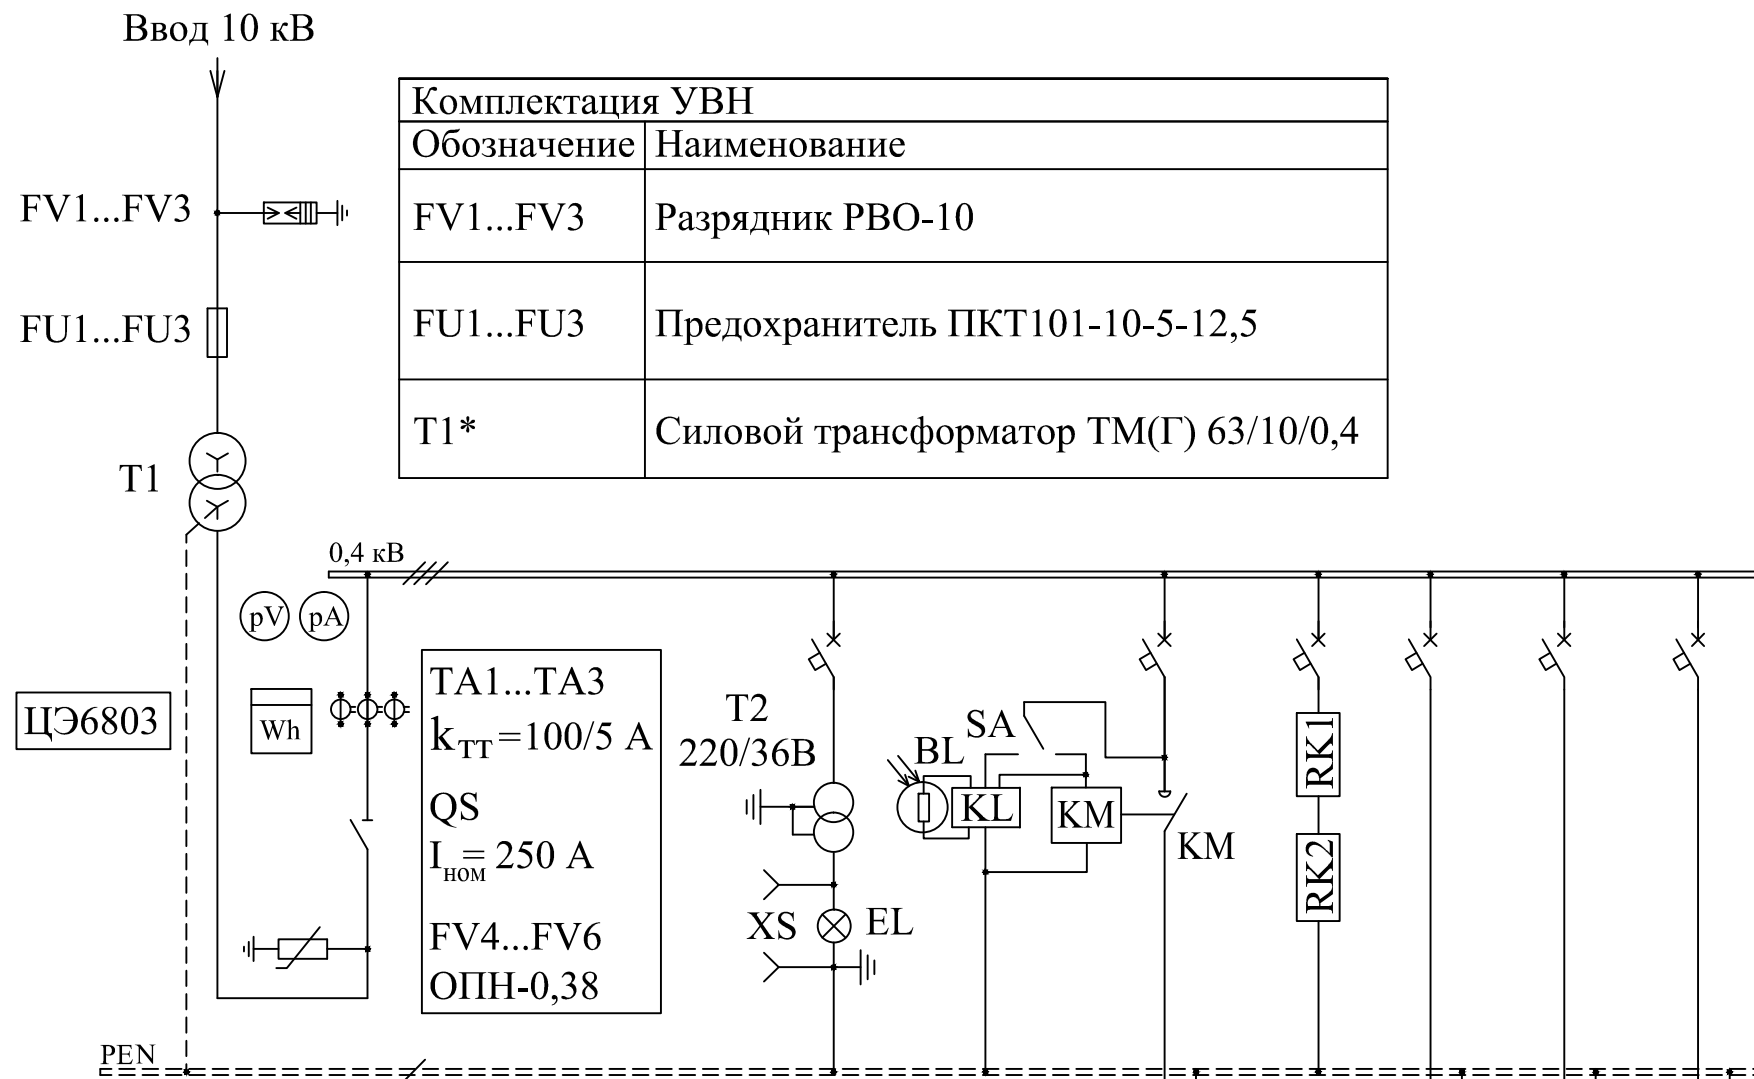 Ввод 10 кВ
Комплектация УВН
Обозначение Наименование
FV1...FV3
FV1...FV3 Разрядник РВО-10
FU1...FU3
FU1...FU3 Предохранитель ПКТ101-10-5-12,5
T1
T1* Силовой трансформатор ТМ(Г) 63/10/0,4
0,4 кВ
pV pA
ЦЭ6803
Wh
TA1...TA3
kТТ=100/5 А
QS
Iном= 250 А
FV4...FV6
ОПН-0,38
T2
220/36В
XS EL
BL
SA
KL
KM
KM
RK1
RK2
PEN